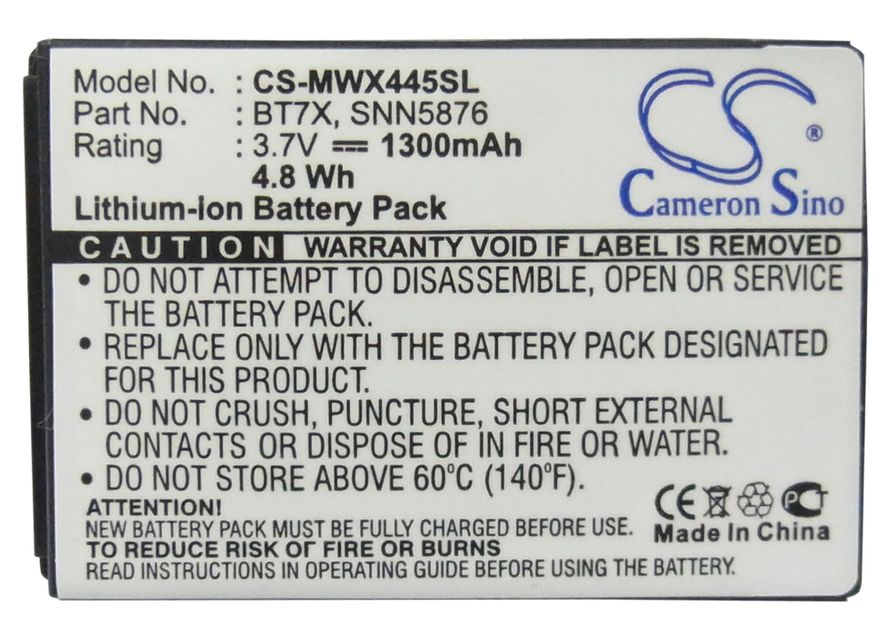 Model No. : CS-MWX445SL
Part No. : BT7X, SNN5876
Rating : 3.7V 1300mAh
4.8 Wh
Lithium-ion Battery Pack
CS ®
Cameron Sino
CAUTION WARRANTY VOID IF LABEL IS REMOVED
• DO NOT ATTEMPT TO DISASSEMBLE, OPEN OR SERVICE
THE BATTERY PACK.
• REPLACE ONLY WITH THE BATTERY PACK DESIGNATED
FOR THIS PRODUCT.
• DO NOT CRUSH, PUNCTURE, SHORT EXTERNAL
CONTACTS OR DISPOSE OF IN FIRE OR WATER.
• DO NOT STORE ABOVE 60°C (140°F).
ATTENTION!
NEW BATTERY PACK MUST BE FULLY CHARGED BEFORE USE.
TO REDUCE RISK OF FIRE OR BURNS
READ INSTRUCTIONS IN OPERATING GUIDE BEFORE USING THE BATTERY.
CE PCT
Made In China